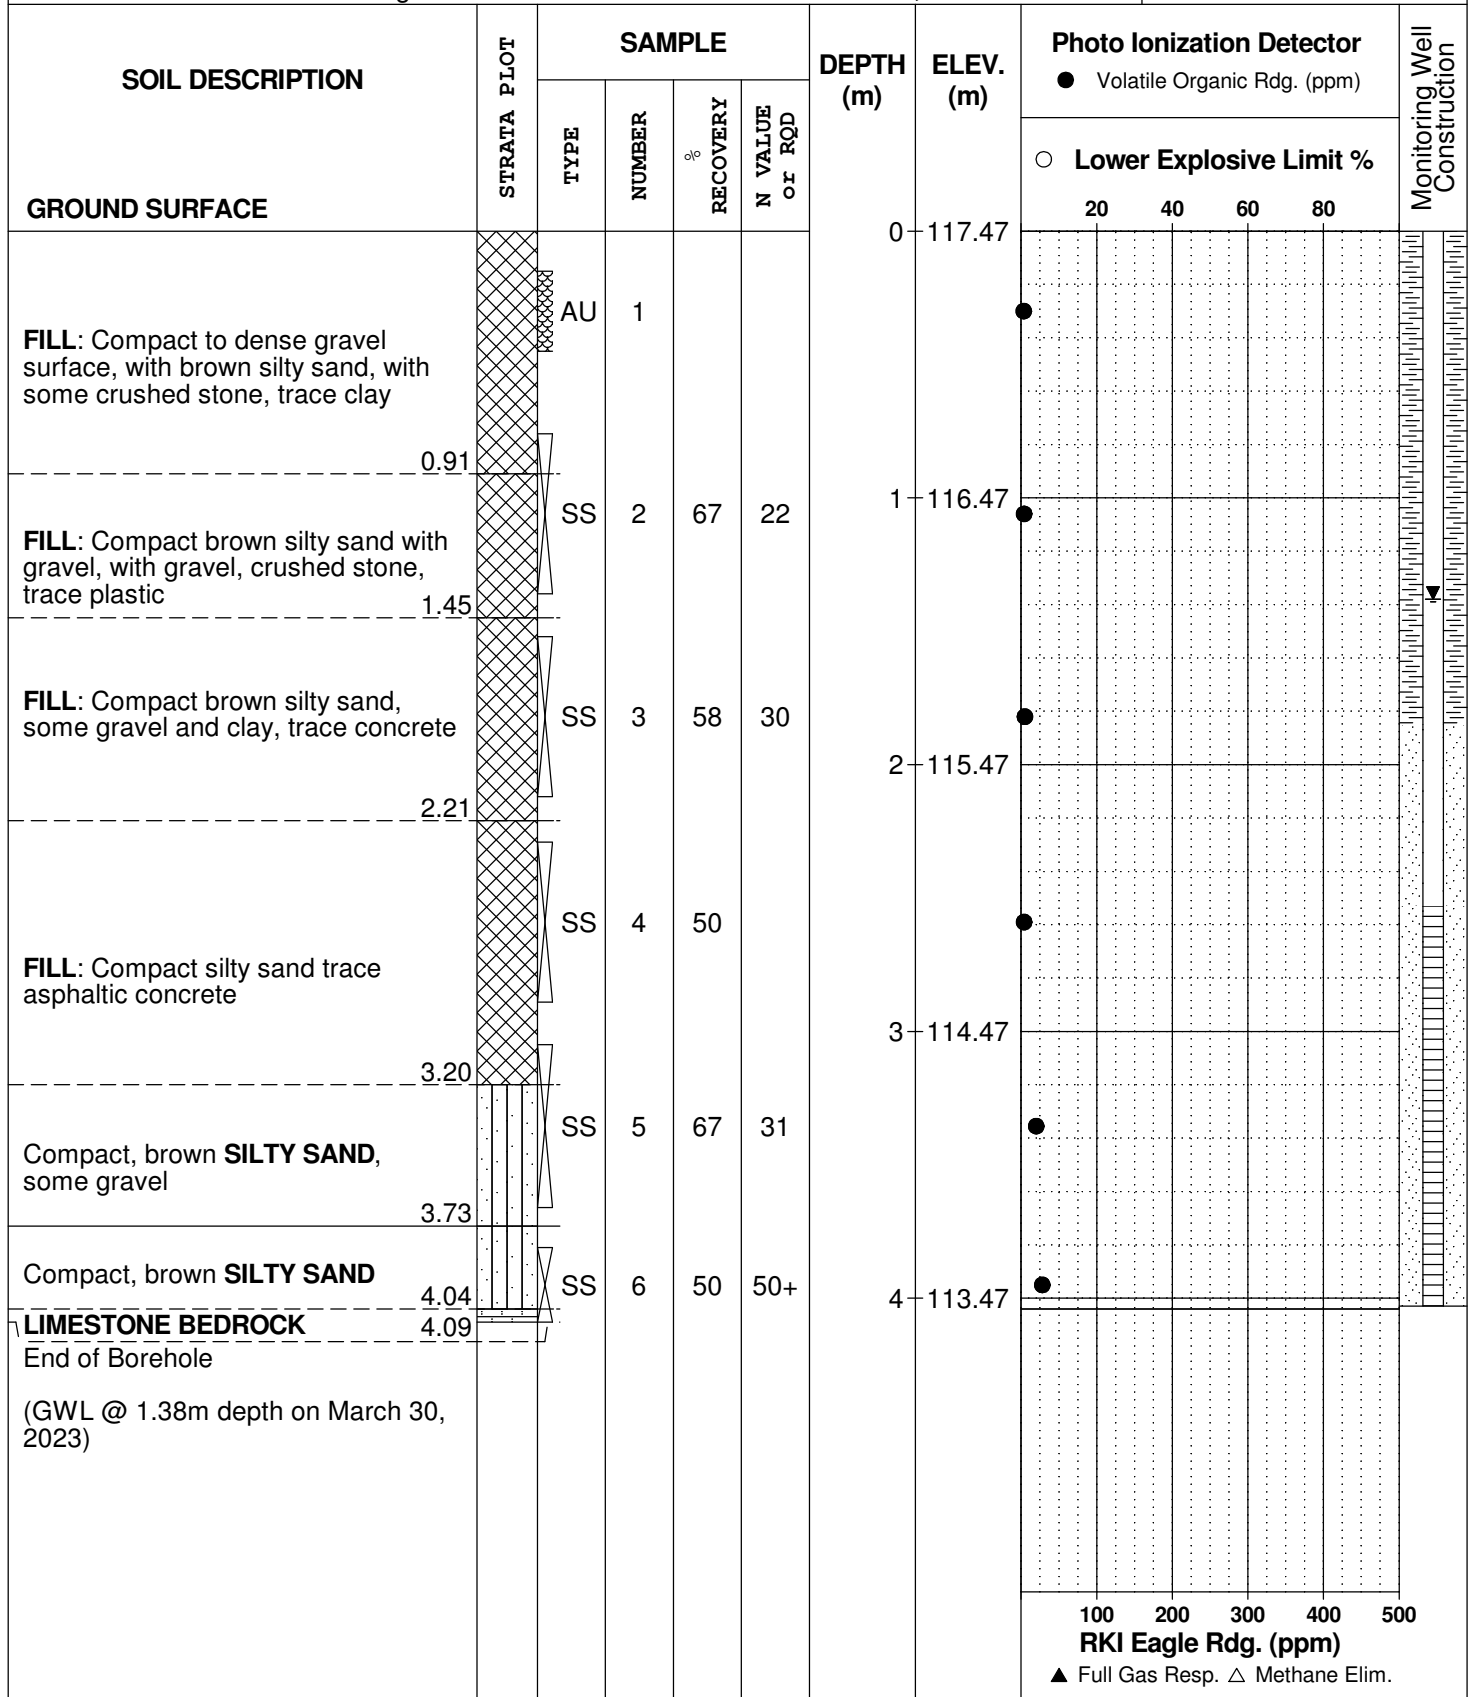 SOIL DESCRIPTION
GROUND SURFACE
STRATA PLOT
SAMPLE
TYPE
NUMBER
%
RECOVERY
N VALUE
or RQD
DEPTH
(m)
ELEV.
(m)
Photo Ionization Detector
● Volatile Organic Rdg. (ppm)
○ Lower Explosive Limit %
20 40 60 80
Monitoring Well
Construction
0 117.47
AU 1
FILL: Compact to dense gravel
surface, with brown silty sand, with
some crushed stone, trace clay
0.91
1 116.47
SS 2 67 22
FILL: Compact brown silty sand with
gravel, with gravel, crushed stone,
trace plastic
1.45
FILL: Compact brown silty sand,
some gravel and clay, trace concrete
SS 3 58 30
2 115.47
2.21
SS 4 50
FILL: Compact silty sand trace
asphaltic concrete
3 114.47
3.20
SS 5 67 31
Compact, brown SILTY SAND,
some gravel
3.73
Compact, brown SILTY SAND
4.04
SS 6 50 50+
4 113.47
LIMESTONE BEDROCK 4.09
End of Borehole
(GWL @ 1.38m depth on March 30,
2023)
100 200 300 400 500
RKI Eagle Rdg. (ppm)
▲ Full Gas Resp. △ Methane Elim.